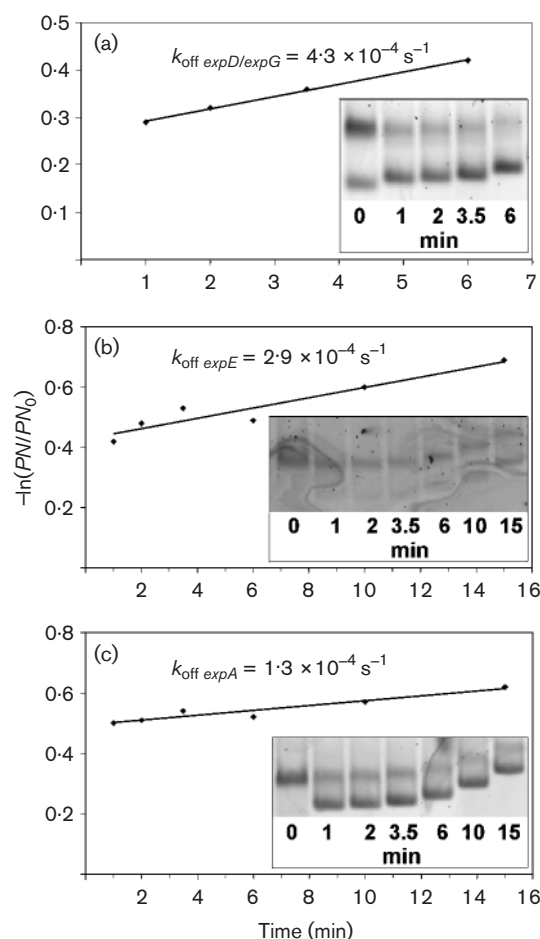 0·5
(a)
k off expD/expG = 4·3 × 10⁻⁴ s⁻¹
0·4
0·3
0·2
0·1
0 1 2 3.5 6
min
1 2 3 4 5 6 7
0·8
(b)
k off expE = 2·9 × 10⁻⁴ s⁻¹
0·6
0·4
0·2
–ln(PN/PN₀)
0 1 2 3.5 6 10 15
min
2 4 6 8 10 12 14 16
0·8
(c)
k off expA = 1·3 × 10⁻⁴ s⁻¹
0·6
0·4
0·2
0 1 2 3.5 6 10 15
min
2 4 6 8 10 12 14 16
Time (min)